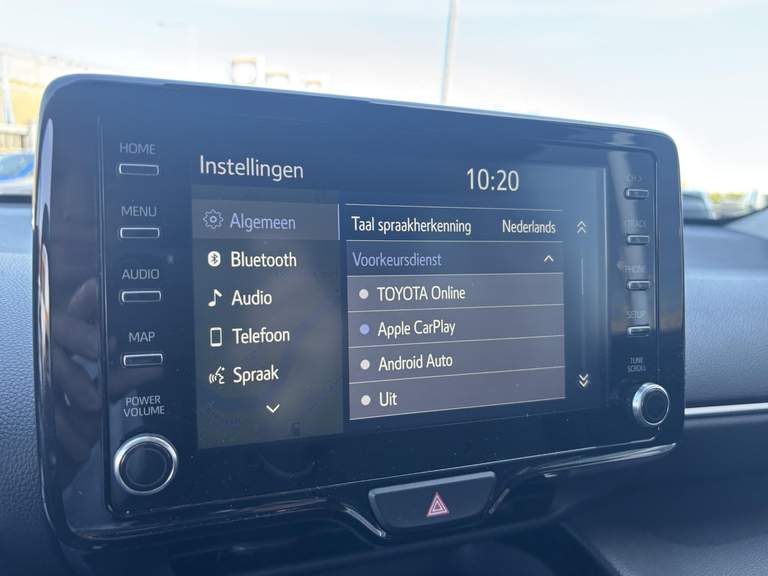 HOME
MENU
AUDIO
MAP
POWER
VOLUME
Instellingen
10:20
Algemeen
Bluetooth
Audio
Telefoon
Spraak
Taal spraakherkenning Nederlands
Voorkeursdienst
TOYOTA Online
Apple CarPlay
Android Auto
Uit
PHONE
SETUP
TUNE
SCROLL